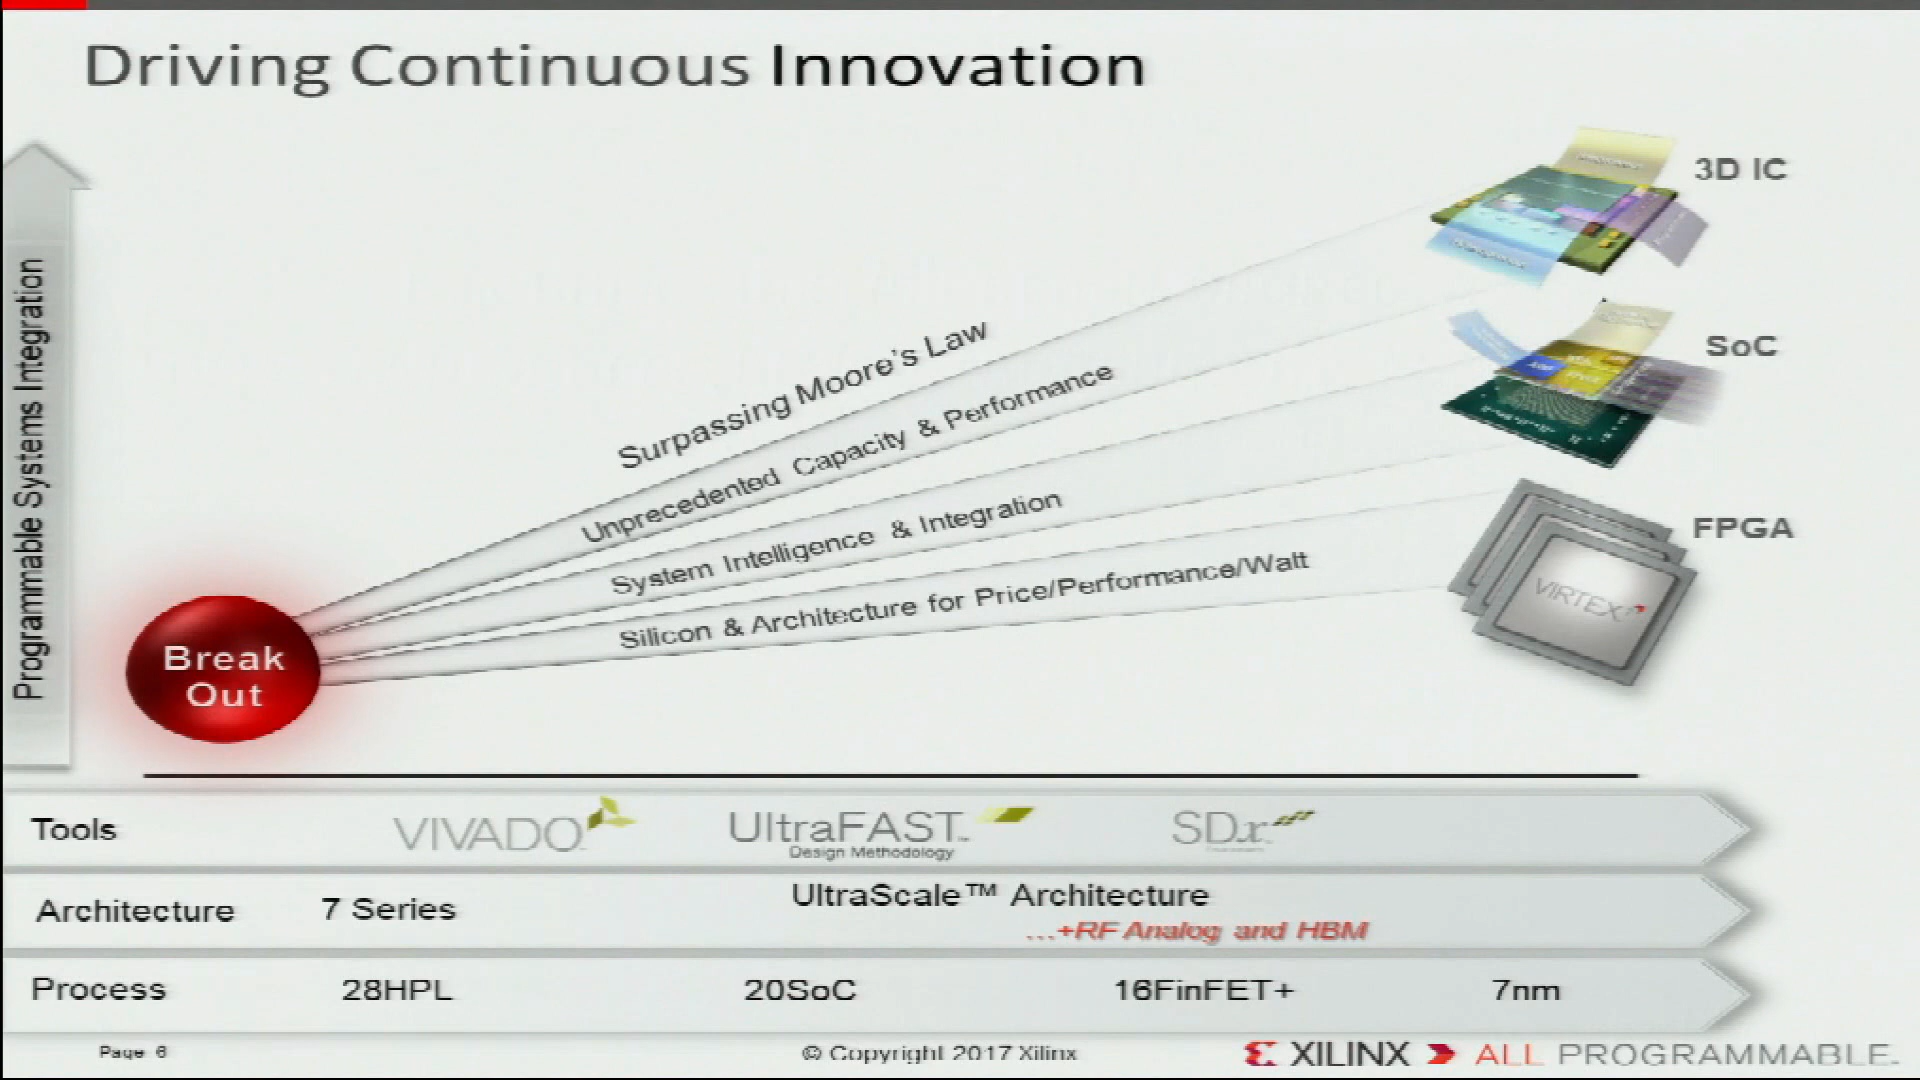 Driving Continuous Innovation
Programmable Systems Integration
3D IC
Surpassing Moore's Law
Unprecedented Capacity & Performance
SoC
System Intelligence & Integration
FPGA
Silicon & Architecture for Price/Performance/Watt
VIRTEX
Break
Out
Tools
VIVADO
UltraFAST
Design Methodology
SDx
Architecture
7 Series
UltraScale™ Architecture
...+RF Analog and HBM
Process
28HPL
20SoC
16FinFET+
7nm
Page 6
© Copyright 2017 Xilinx
XILINX
ALL PROGRAMMABLE